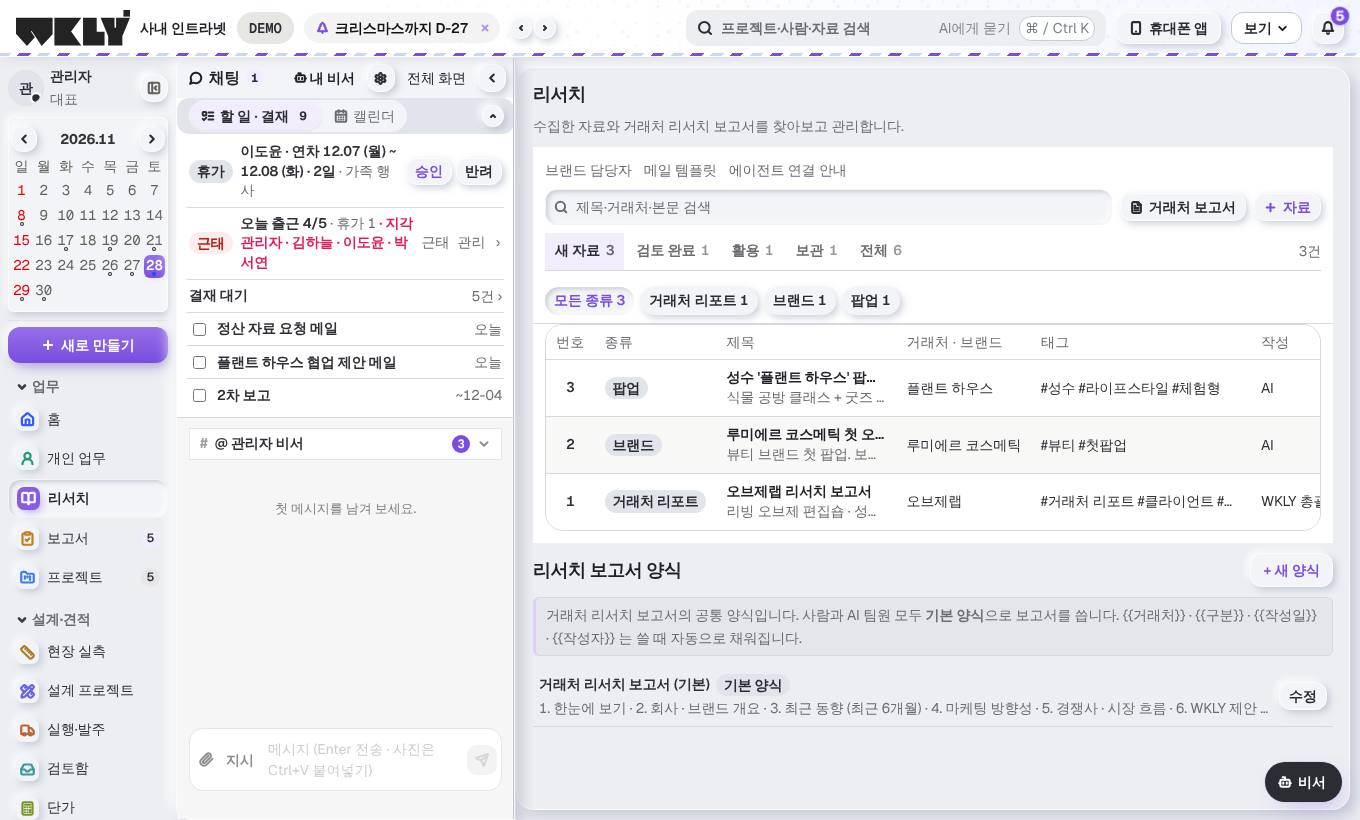 WKLY 사내 인트라넷 DEMO 크리스마스까지 D-27 × ‹ › 프로젝트·사람·자료 검색 AI에게 묻기 ⌘ / Ctrl K 휴대폰 앱 보기 5
관 관리자
대표
2026.11
일 월 화 수 목 금 토
1 2 3 4 5 6 7
8 9 10 11 12 13 14
15 16 17 18 19 20 21
22 23 24 25 26 27 28
29 30
+ 새로 만들기
업무
홈
개인 업무
리서치
보고서 5
프로젝트 5
설계·견적
현장 실측
설계 프로젝트
실행·발주
검토함
단가
채팅 1 내 비서 전체 화면
할 일 · 결재 9 캘린더
휴가 이도윤 · 연차 12.07 (월) ~
12.08 (화) · 2일 · 가족 행
사
승인 반려
근태 오늘 출근 4/5 · 휴가 1 · 지각
관리자 · 김하늘 · 이도윤 · 박
서연
근태 관리 ›
결재 대기 5건 ›
정산 자료 요청 메일 오늘
플랜트 하우스 협업 제안 메일 오늘
2차 보고 ~12-04
# @ 관리자 비서 3
첫 메시지를 남겨 보세요.
지시 메시지 (Enter 전송 · 사진은
Ctrl+V 붙여넣기)
리서치
수집한 자료와 거래처 리서치 보고서를 찾아보고 관리합니다.
브랜드 담당자 메일 템플릿 에이전트 연결 안내
제목·거래처·본문 검색 거래처 보고서 + 자료
새 자료 3 검토 완료 1 활용 1 보관 1 전체 6 3건
모든 종류 3 거래처 리포트 1 브랜드 1 팝업 1
번호 종류 제목 거래처 · 브랜드 태그 작성
3 팝업 성수 '플랜트 하우스' 팝… 플랜트 하우스 #성수 #라이프스타일 #체험형 AI
식물 공방 클래스 + 굿즈 …
2 브랜드 루미에르 코스메틱 첫 오… 루미에르 코스메틱 #뷰티 #첫팝업 AI
뷰티 브랜드 첫 팝업. 보…
1 거래처 리포트 오브제랩 리서치 보고서 오브제랩 #거래처 리포트 #클라이언트 #… WKLY 총괄
리빙 오브제 편집숍 · 성…
리서치 보고서 양식 + 새 양식
거래처 리서치 보고서의 공통 양식입니다. 사람과 AI 팀원 모두 기본 양식으로 보고서를 씁니다. {{거래처}} · {{구분}} · {{작성일}}
· {{작성자}} 는 쓸 때 자동으로 채워집니다.
거래처 리서치 보고서 (기본) 기본 양식
1. 한눈에 보기 · 2. 회사 · 브랜드 개요 · 3. 최근 동향 (최근 6개월) · 4. 마케팅 방향성 · 5. 경쟁사 · 시장 흐름 · 6. WKLY 제안 … 수정
비서